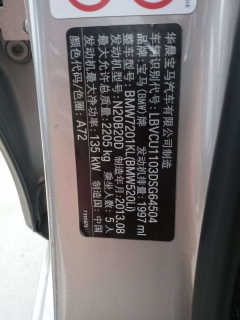 华晨宝马汽车有限公司制造
车辆识别代号：LBVCU1103DSG64504
品牌：宝马（BMW）牌
整车型号：BMW7201KL(BMW520Li)
发动机型号：N20B20D 发动机排量：1997 ml
最大允许总质量：2205 kg 制造年月：2013.08
发动机最大净功率：135 kW 乘坐人数：5 人
颜色代码/色卡：A72 制造国：中国